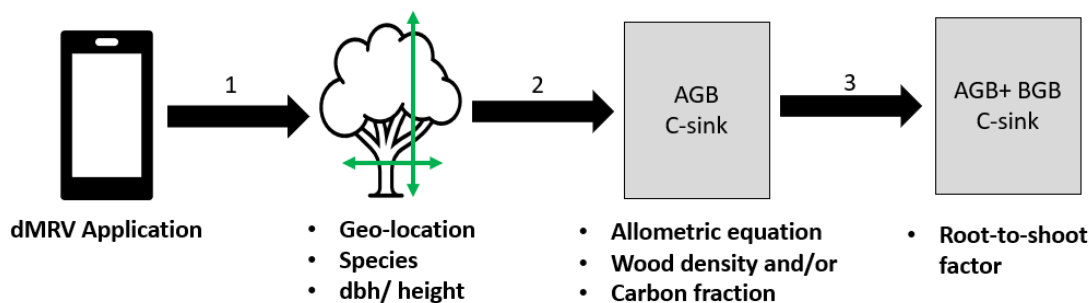 1
2
3
AGB
C-sink
AGB+ BGB
C-sink
dMRV Application
• Geo-location
• Species
• dbh/ height
• Allometric equation
• Wood density and/or
• Carbon fraction
• Root-to-shoot
factor